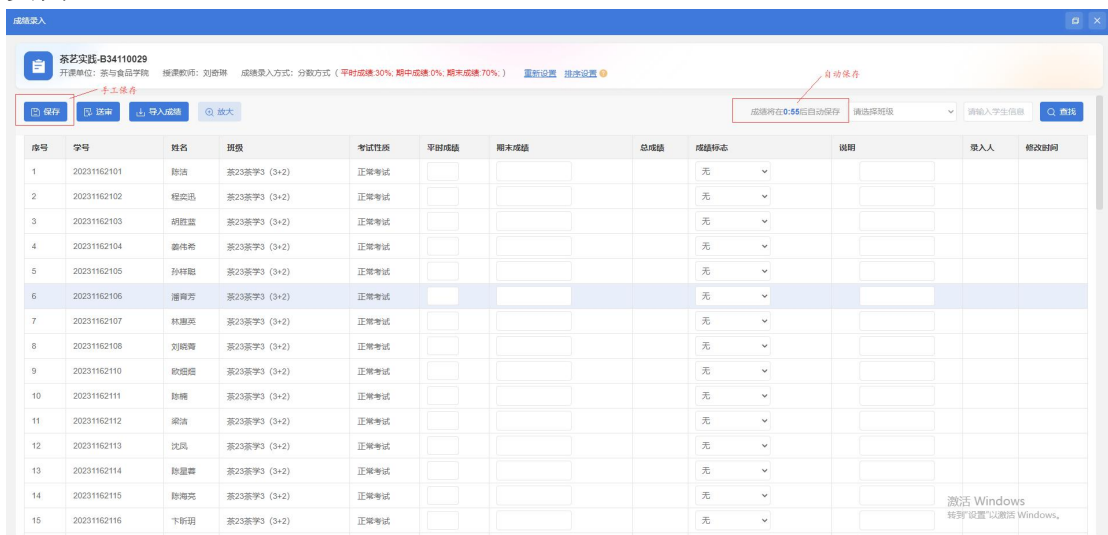 成绩录入
茶艺实践-B34110029
开课单位：茶与食品学院 授课教师：刘奇琳 成绩录入方式：分数方式（平时成绩:30%; 期中成绩:0%; 期末成绩:70%;） 重新设置 排序设置
手工保存 自动保存
保存 送审 导入成绩 放大 成绩将在0:55后自动保存 请选择班级 请输入学生信息 查找
序号 学号 姓名 班级 考试性质 平时成绩 期末成绩 总成绩 成绩标志 说明 录入人 修改时间
1 20231162101 陈洁 茶23茶学3（3+2） 正常考试 无
2 20231162102 程奕迅 茶23茶学3（3+2） 正常考试 无
3 20231162103 胡胜蓝 茶23茶学3（3+2） 正常考试 无
4 20231162104 姜伟希 茶23茶学3（3+2） 正常考试 无
5 20231162105 孙样聪 茶23茶学3（3+2） 正常考试 无
6 20231162106 潘育芳 茶23茶学3（3+2） 正常考试 无
7 20231162107 林惠英 茶23茶学3（3+2） 正常考试 无
8 20231162108 刘晓菁 茶23茶学3（3+2） 正常考试 无
9 20231162110 欧细细 茶23茶学3（3+2） 正常考试 无
10 20231162111 陈楠 茶23茶学3（3+2） 正常考试 无
11 20231162112 梁洁 茶23茶学3（3+2） 正常考试 无
12 20231162113 沈凤 茶23茶学3（3+2） 正常考试 无
13 20231162114 陈星蓉 茶23茶学3（3+2） 正常考试 无
14 20231162115 陈海亮 茶23茶学3（3+2） 正常考试 无
15 20231162116 卞昕玥 茶23茶学3（3+2） 正常考试 无
激活 Windows
转到"设置"以激活 Windows。